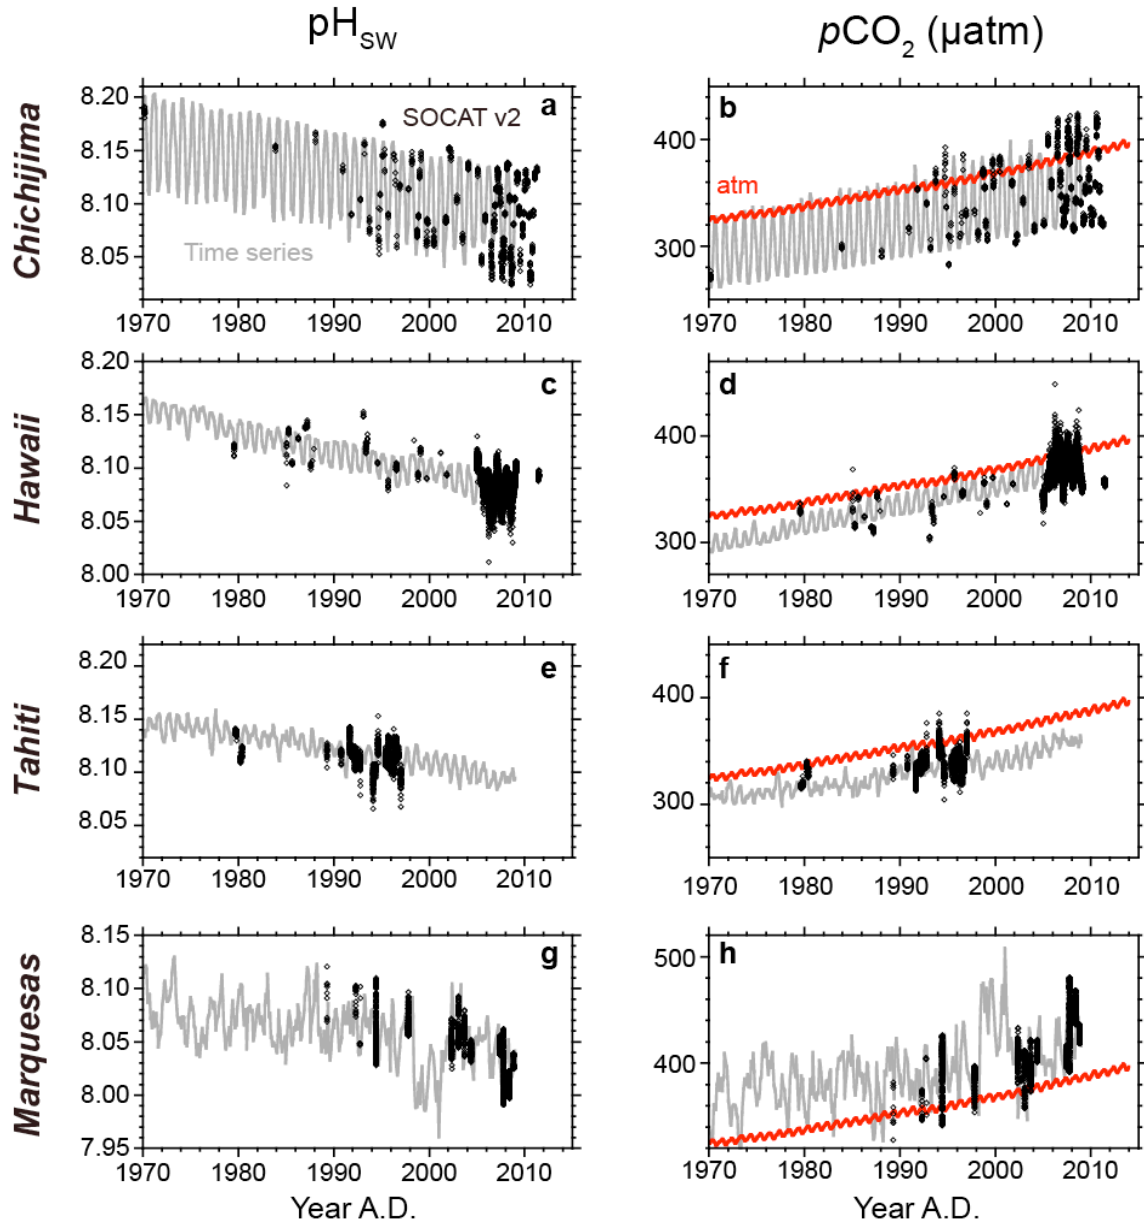 pH_SW
pCO₂ (µatm)
Chichijima
8.20
8.15
8.10
8.05
a
SOCAT v2
Time series
1970 1980 1990 2000 2010
400
300
b
atm
1970 1980 1990 2000 2010
Hawaii
8.20
8.15
8.10
8.05
8.00
c
1970 1980 1990 2000 2010
400
300
d
1970 1980 1990 2000 2010
Tahiti
8.20
8.15
8.10
8.05
e
1970 1980 1990 2000 2010
400
300
f
1970 1980 1990 2000 2010
Marquesas
8.15
8.10
8.05
8.00
7.95
g
1970 1980 1990 2000 2010
Year A.D.
500
400
h
1970 1980 1990 2000 2010
Year A.D.